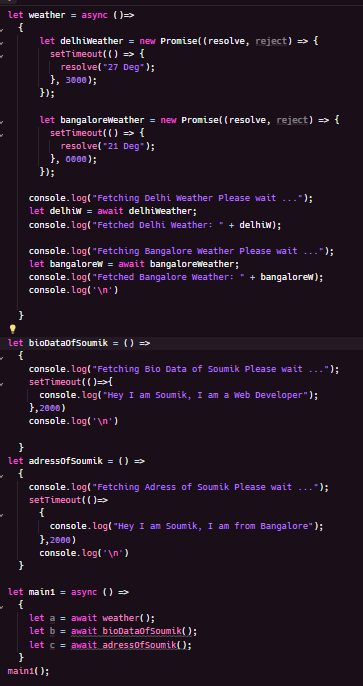 let weather = async ()=>
{
let delhiWeather = new Promise((resolve, reject) => {
setTimeout(() => {
resolve("27 Deg");
}, 3000);
});
let bangaloreWeather = new Promise((resolve, reject) => {
setTimeout(() => {
resolve("21 Deg");
}, 6000);
});
console.log("Fetching Delhi Weather Please wait ...");
let delhiW = await delhiWeather;
console.log("Fetched Delhi Weather: " + delhiW);
console.log("Fetching Bangalore Weather Please wait ...");
let bangaloreW = await bangaloreWeather;
console.log("Fetched Bangalore Weather: " + bangaloreW);
console.log('\n')
}
let bioDataOfSoumik = () =>
{
console.log("Fetching Bio Data of Soumik Please wait ...");
setTimeout(()=>{
console.log("Hey I am Soumik, I am a Web Developer");
},2000)
console.log('\n')
}
let adressOfSoumik = () =>
{
console.log("Fetching Adress of Soumik Please wait ...");
setTimeout(()=>
{
console.log("Hey I am Soumik, I am from Bangalore");
},2000)
console.log('\n')
}
let main1 = async () =>
{
let a = await weather();
let b = await bioDataOfSoumik();
let c = await adressOfSoumik();
}
main1();